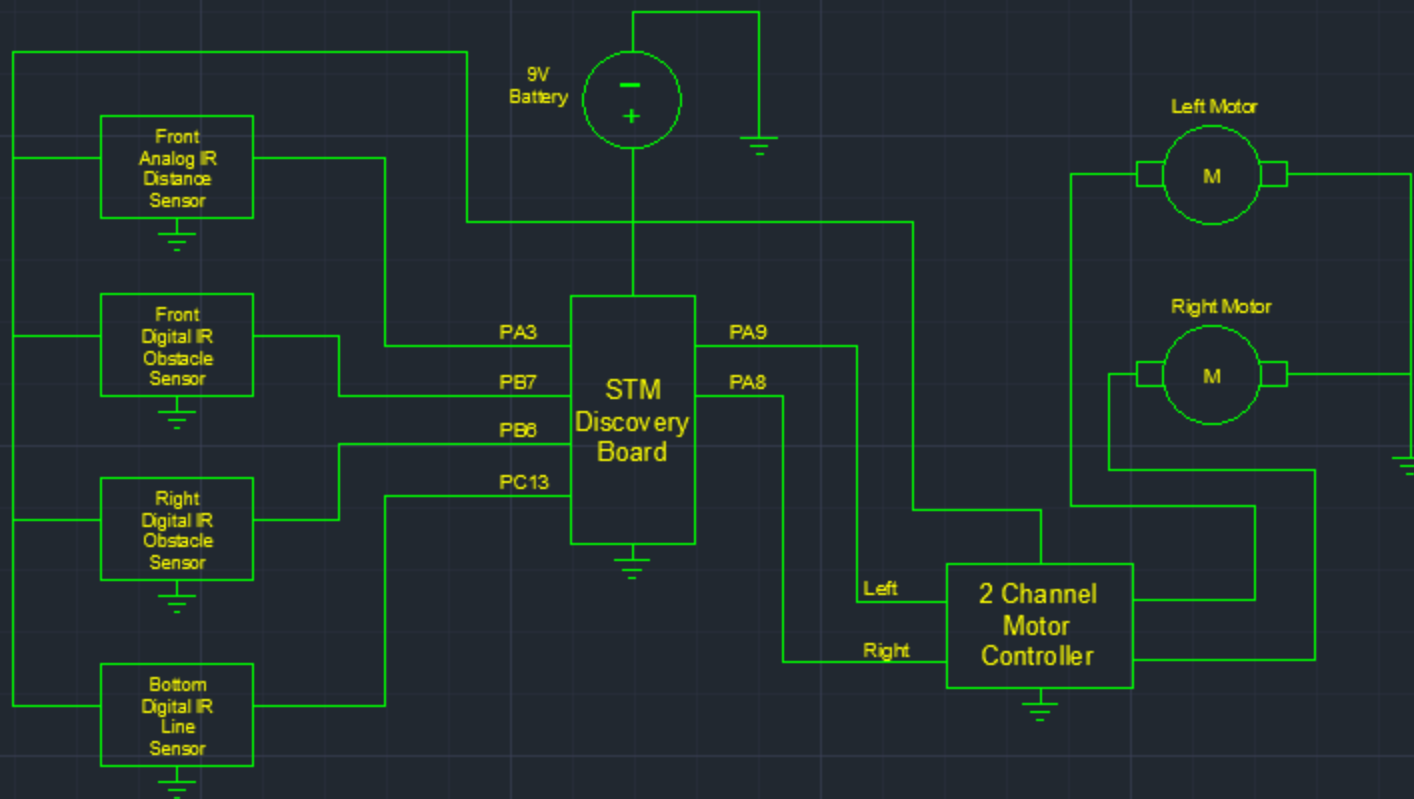 9V
Battery
−
+
Left Motor
M
Right Motor
M
Front
Analog IR
Distance
Sensor
Front
Digital IR
Obstacle
Sensor
Right
Digital IR
Obstacle
Sensor
Bottom
Digital IR
Line
Sensor
PA3
PB7
PB6
PC13
STM
Discovery
Board
PA9
PA8
Left
Right
2 Channel
Motor
Controller